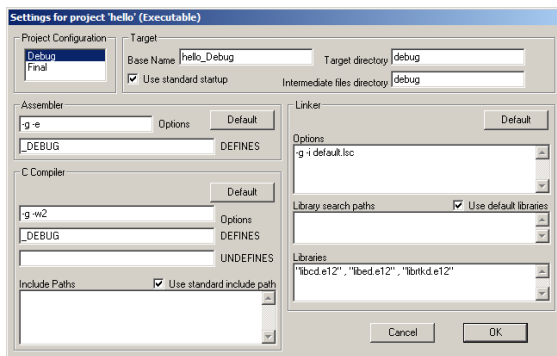 Settings for project 'hello' (Executable)
Project Configuration
Debug
Final
Target
Base Name hello_Debug Target directory debug
Use standard startup Intermediate files directory debug
Assembler
-g -e Options Default
_DEBUG DEFINES
C Compiler
Default
-g -w2 Options
_DEBUG DEFINES
UNDEFINES
Include Paths Use standard include path
Linker
Default
Options
-g -i default.lsc
Library search paths Use default libraries
Libraries
"libcd.e12" , "libed.e12" , "librtkd.e12"
Cancel OK